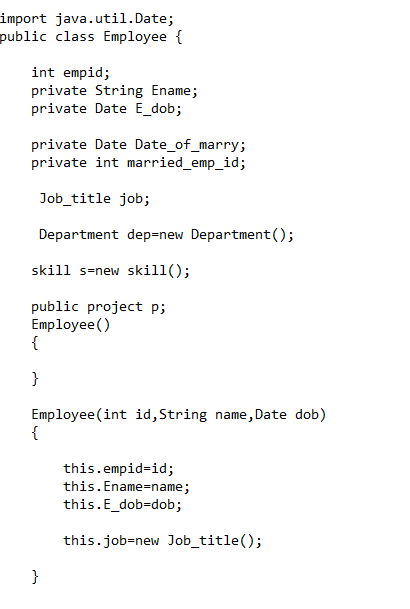 import java.util.Date;
public class Employee {
int empid;
private String Ename;
private Date E_dob;
private Date Date_of_marry;
private int married_emp_id;
Job_title job;
Department dep=new Department();
skill s=new skill();
public project p;
Employee()
{
}
Employee(int id,String name,Date dob)
{
this.empid=id;
this.Ename=name;
this.E_dob=dob;
this.job=new Job_title();
}